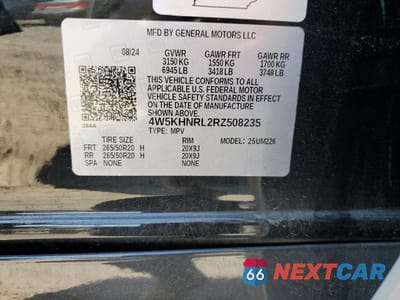 MFD BY GENERAL MOTORS LLC
08/24 GVWR GAWR FRT GAWR RR
3150 KG 1550 KG 1700 KG
6945 LB 3418 LB 3748 LB
THIS VEHICLE CONFORMS TO ALL
APPLICABLE U.S. FEDERAL MOTOR
VEHICLE SAFETY STANDARDS IN
EFFECT ON THE DATE OF
MANUFACTURE SHOWN ABOVE.
384A
4W5KHNRL2RZ508235
TYPE: MPV
TIRE SIZE RIM MODEL: 25UM226
FRT 265/50R20 H 20X9J
RR 265/50R20 H 20X9J
SPA NONE NONE
66 NEXTCAR